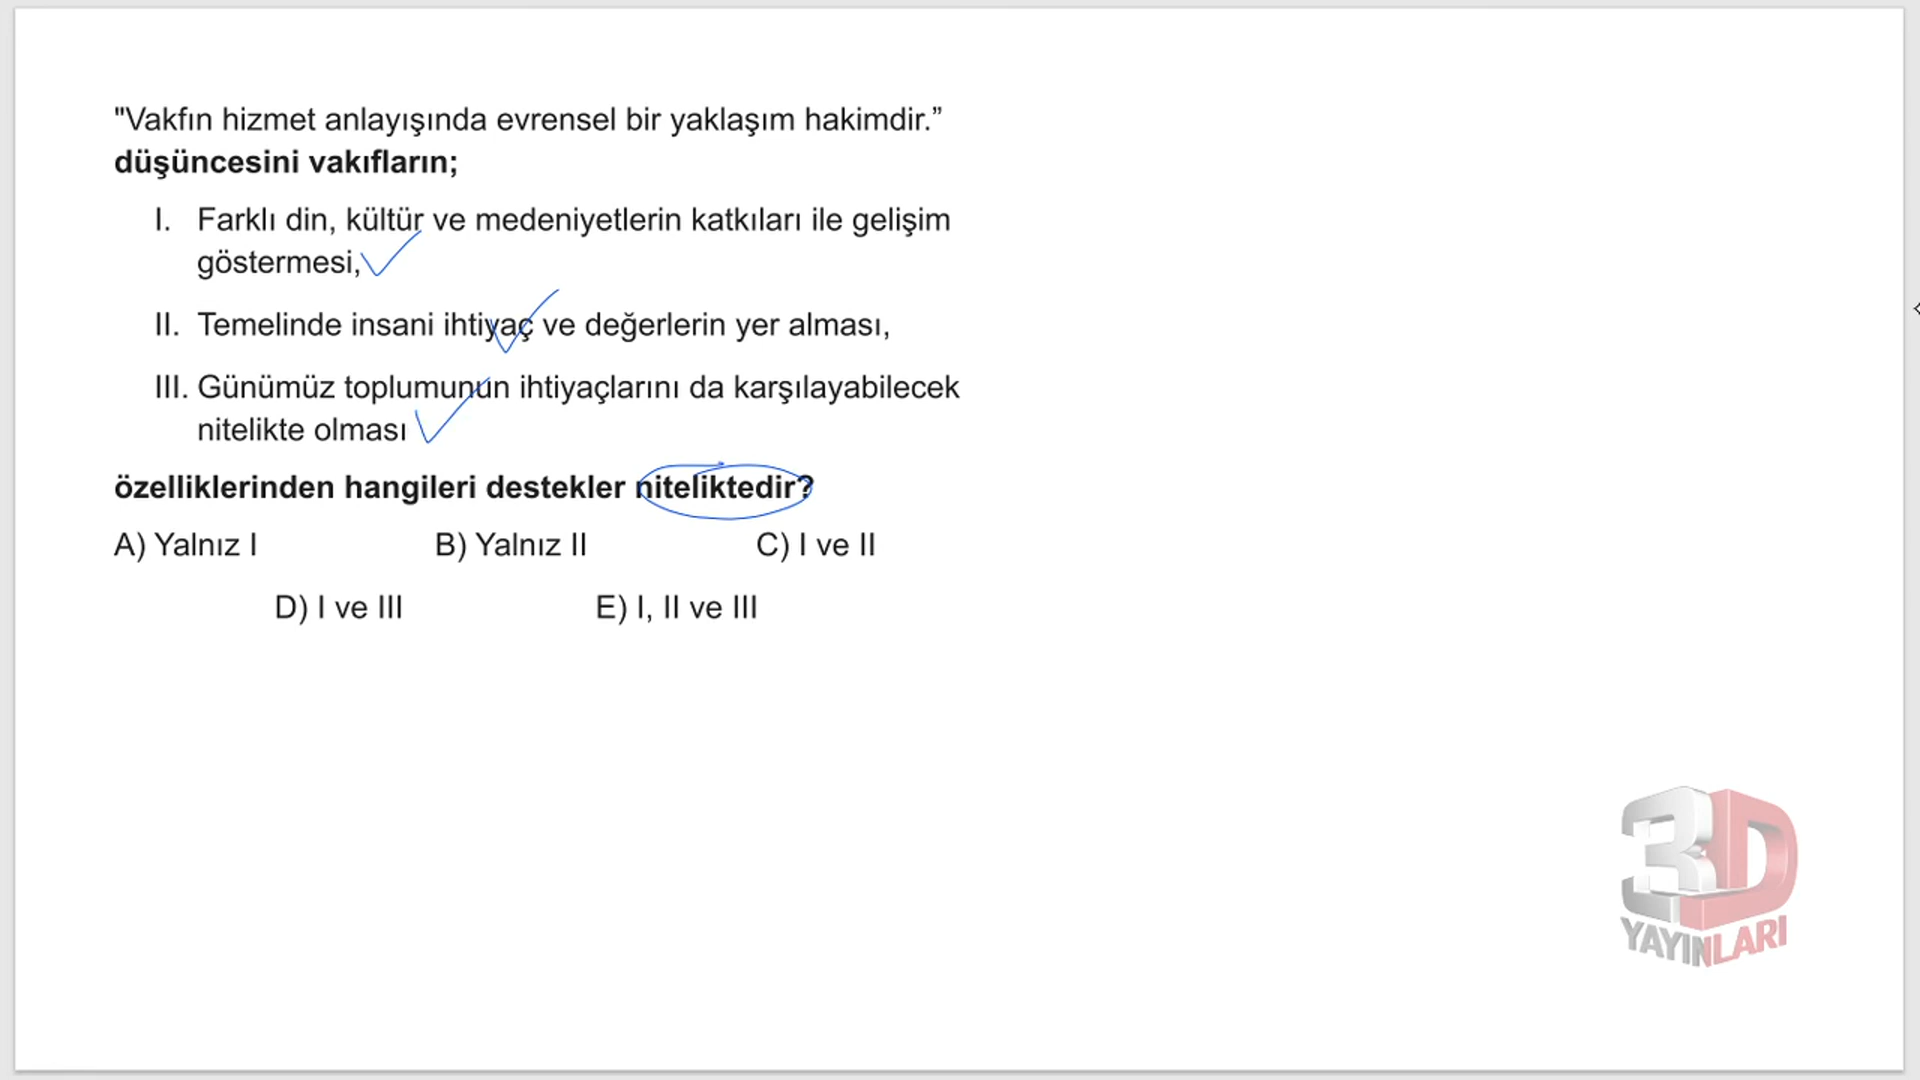 "Vakfın hizmet anlayışında evrensel bir yaklaşım hakimdir.”
düşüncesini vakıfların;
I. Farklı din, kültür ve medeniyetlerin katkıları ile gelişim
göstermesi,
II. Temelinde insani ihtiyaç ve değerlerin yer alması,
III. Günümüz toplumunun ihtiyaçlarını da karşılayabilecek
nitelikte olması
özelliklerinden hangileri destekler niteliktedir?
A) Yalnız I B) Yalnız II C) I ve II
D) I ve III E) I, II ve III
3D
YAYINLARI